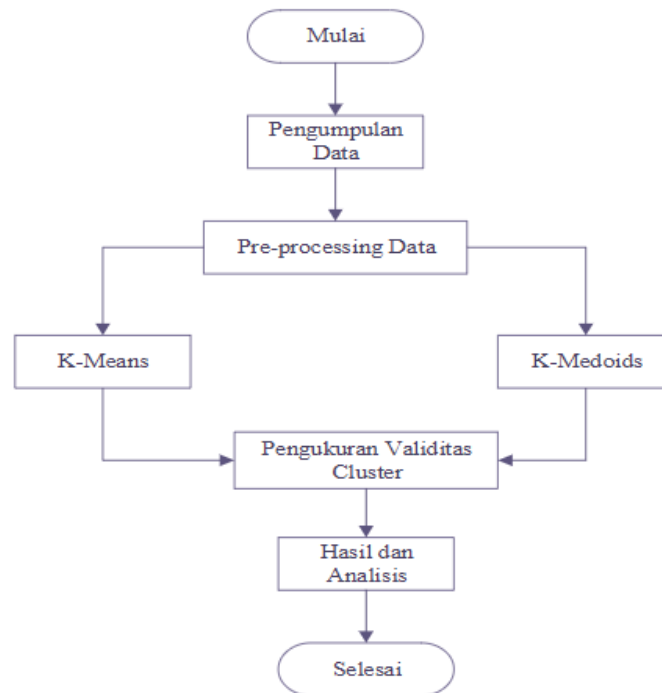 Mulai
Pengumpulan
Data
Pre-processing Data
K-Means
K-Medoids
Pengukuran Validitas
Cluster
Hasil dan
Analisis
Selesai